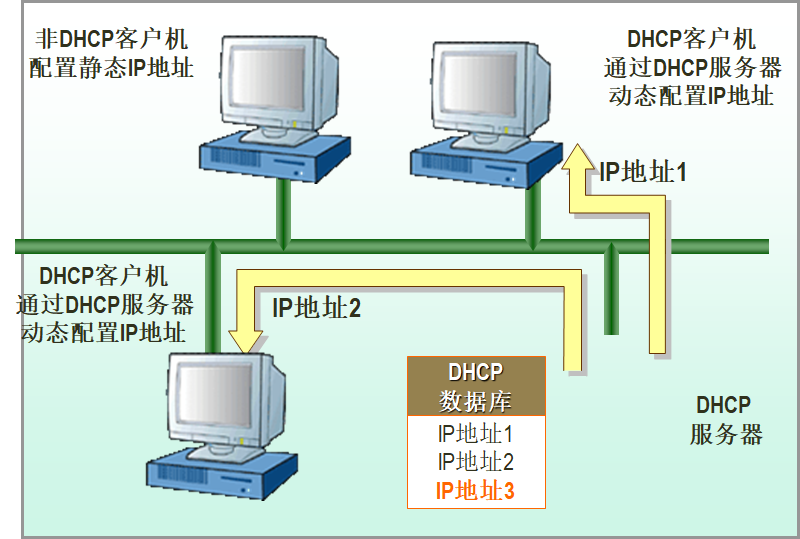 非DHCP客户机
配置静态IP地址
DHCP客户机
通过DHCP服务器
动态配置IP地址
IP地址1
DHCP客户机
通过DHCP服务器
动态配置IP地址
IP地址2
DHCP
数据库
IP地址1
IP地址2
IP地址3
DHCP
服务器